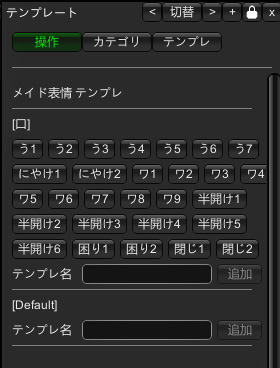 テンプレート < 切替 > + x
操作 カテゴリ テンプレ
メイド表情 テンプレ
[口]
う1 う2 う3 う4 う5 う6 う7
にやけ1 にやけ2 ワ1 ワ2 ワ3 ワ4
ワ5 ワ6 ワ7 ワ8 ワ9 半開け1
半開け2 半開け3 半開け4 半開け5
半開け6 困り1 困り2 閉じ1 閉じ2
テンプレ名 追加
[Default]
テンプレ名 追加